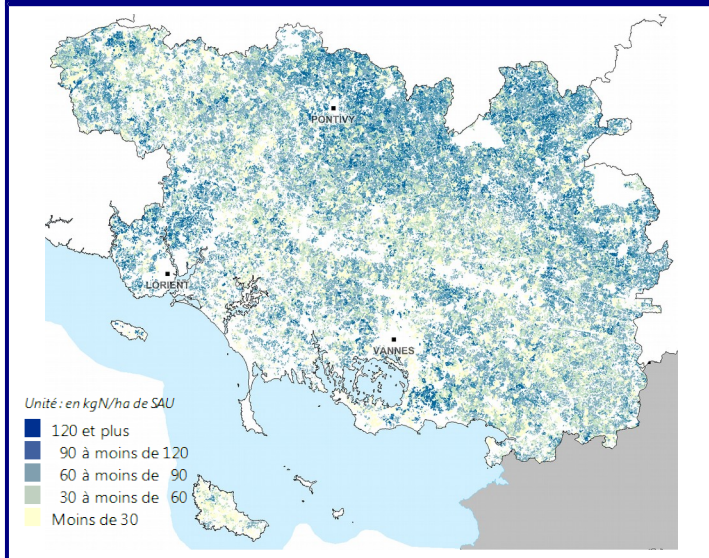 PONTIVY
LORIENT
VANNES
Unité : en kgN/ha de SAU
120 et plus
90 à moins de 120
60 à moins de 90
30 à moins de 60
Moins de 30